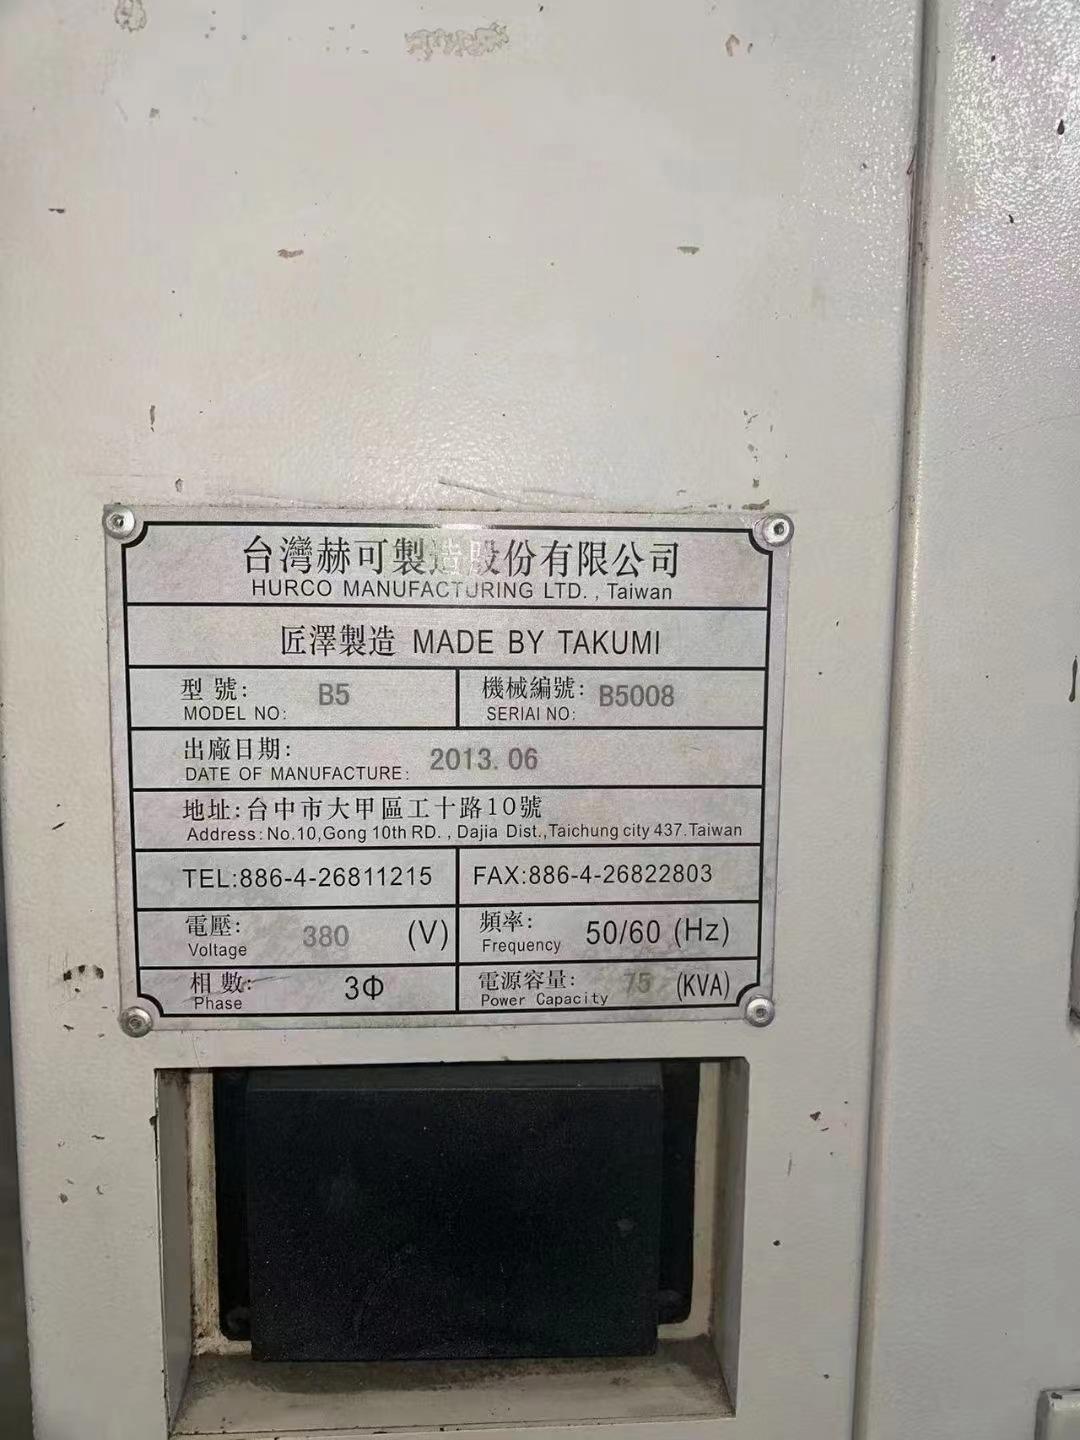 台灣赫可製造股份有限公司
HURCO MANUFACTURING LTD., Taiwan
匠澤製造 MADE BY TAKUMI
型號: B5
MODEL NO:
機械編號: B5008
SERIAI NO:
出廠日期: 2013.06
DATE OF MANUFACTURE:
地址:台中市大甲區工十路10號
Address:No.10,Gong 10th RD., Dajia Dist.,Taichung city 437.Taiwan
TEL:886-4-26811215
FAX:886-4-26822803
電壓: 380 (V)
Voltage
頻率: 50/60 (Hz)
Frequency
相數: 3Φ
Phase
電源容量: 75 (KVA)
Power Capacity